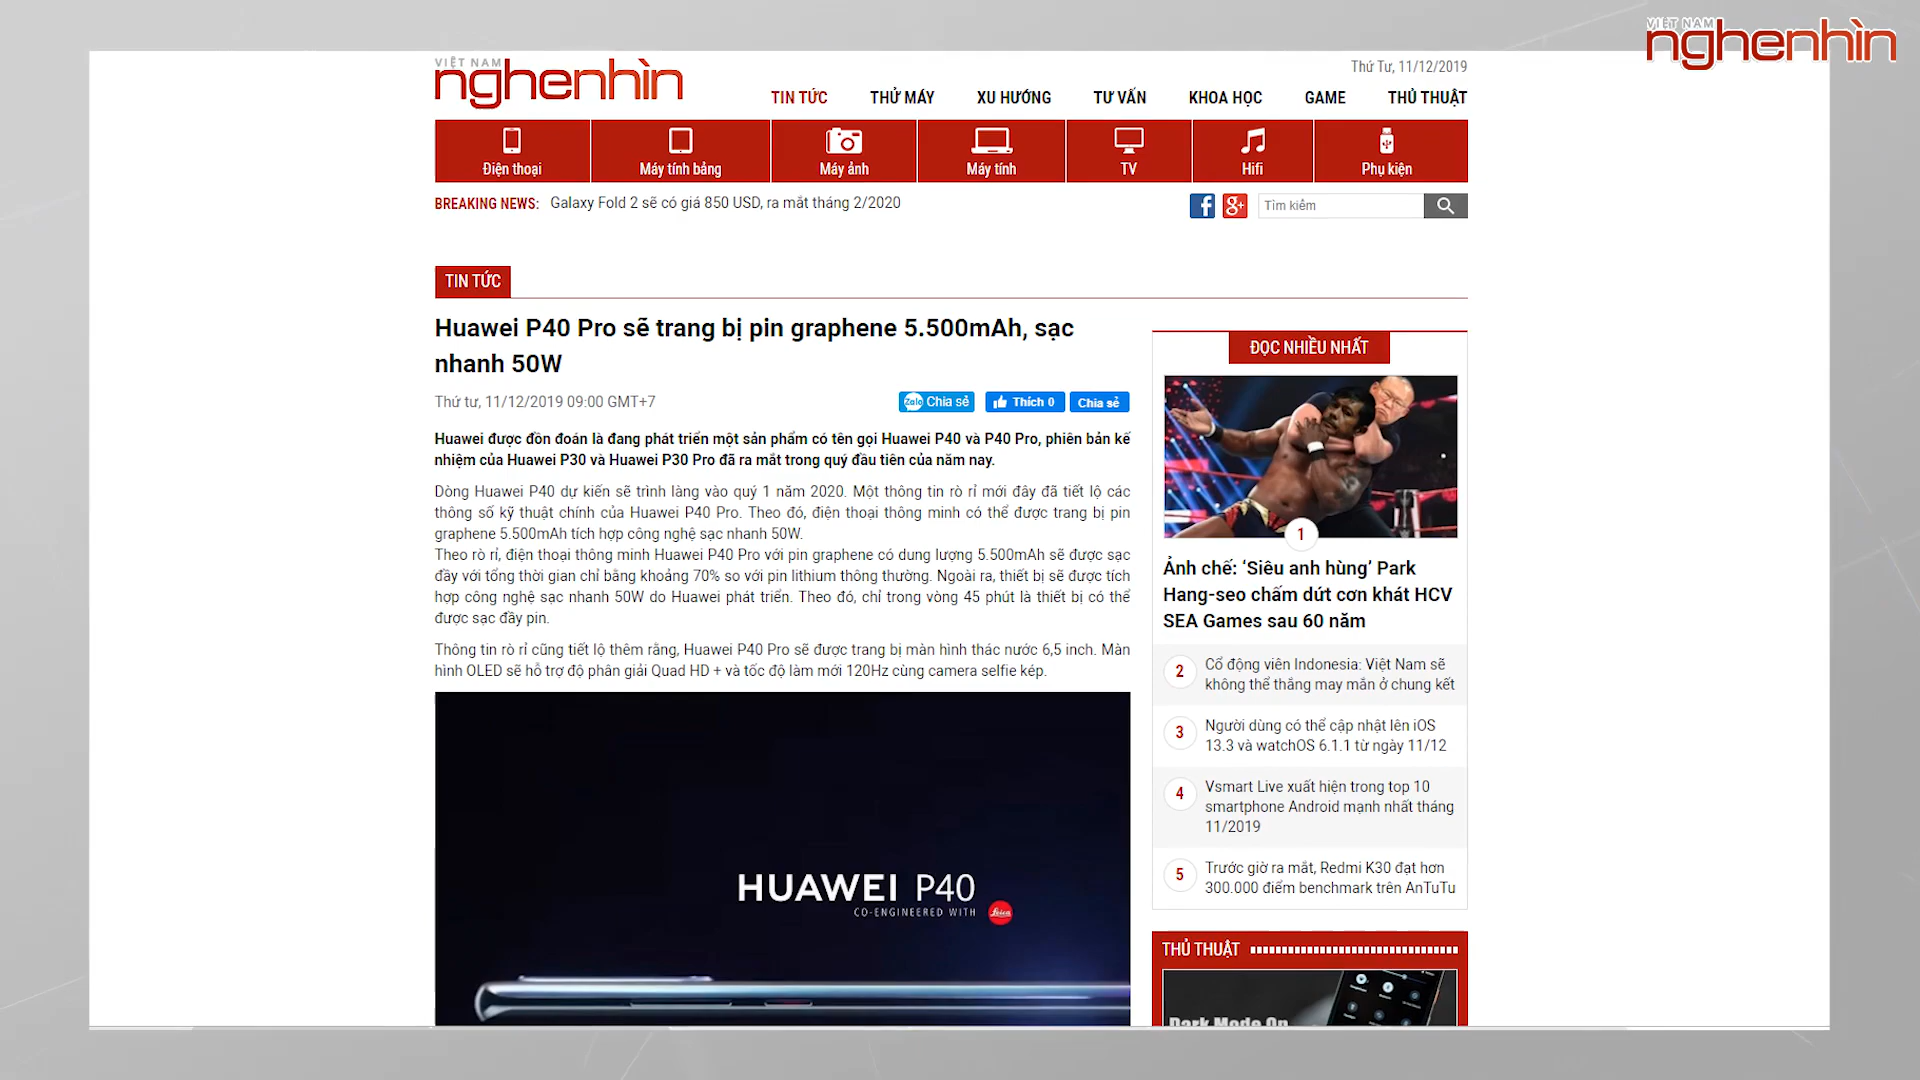 VIỆT NAM
nghenhìn
VIỆT NAM
nghenhìn
Thứ Tư, 11/12/2019
TIN TỨC THỬ MÁY XU HƯỚNG TƯ VẤN KHOA HỌC GAME THỦ THUẬT
Điện thoại Máy tính bảng Máy ảnh Máy tính TV Hifi Phụ kiện
BREAKING NEWS: Galaxy Fold 2 sẽ có giá 850 USD, ra mắt tháng 2/2020
f g+ Tìm kiếm
TIN TỨC
Huawei P40 Pro sẽ trang bị pin graphene 5.500mAh, sạc
nhanh 50W
Thứ tư, 11/12/2019 09:00 GMT+7
Zalo Chia sẻ Thích 0 Chia sẻ
Huawei được đồn đoán là đang phát triển một sản phẩm có tên gọi Huawei P40 và P40 Pro, phiên bản kế
nhiệm của Huawei P30 và Huawei P30 Pro đã ra mắt trong quý đầu tiên của năm nay.
Dòng Huawei P40 dự kiến sẽ trình làng vào quý 1 năm 2020. Một thông tin rò rỉ mới đây đã tiết lộ các
thông số kỹ thuật chính của Huawei P40 Pro. Theo đó, điện thoại thông minh có thể được trang bị pin
graphene 5.500mAh tích hợp công nghệ sạc nhanh 50W.
Theo rò rỉ, điện thoại thông minh Huawei P40 Pro với pin graphene có dung lượng 5.500mAh sẽ được sạc
đầy với tổng thời gian chỉ bằng khoảng 70% so với pin lithium thông thường. Ngoài ra, thiết bị sẽ được tích
hợp công nghệ sạc nhanh 50W do Huawei phát triển. Theo đó, chỉ trong vòng 45 phút là thiết bị có thể
được sạc đầy pin.
Thông tin rò rỉ cũng tiết lộ thêm rằng, Huawei P40 Pro sẽ được trang bị màn hình thác nước 6,5 inch. Màn
hình OLED sẽ hỗ trợ độ phân giải Quad HD + và tốc độ làm mới 120Hz cùng camera selfie kép.
HUAWEI P40
CO-ENGINEERED WITH
Leica
ĐỌC NHIỀU NHẤT
1
Ảnh chế: ‘Siêu anh hùng’ Park
Hang-seo chấm dứt cơn khát HCV
SEA Games sau 60 năm
2 Cổ động viên Indonesia: Việt Nam sẽ
không thể thắng may mắn ở chung kết
3 Người dùng có thể cập nhật lên iOS
13.3 và watchOS 6.1.1 từ ngày 11/12
4 Vsmart Live xuất hiện trong top 10
smartphone Android mạnh nhất tháng
11/2019
5 Trước giờ ra mắt, Redmi K30 đạt hơn
300.000 điểm benchmark trên AnTuTu
THỦ THUẬT
Dark Mode On